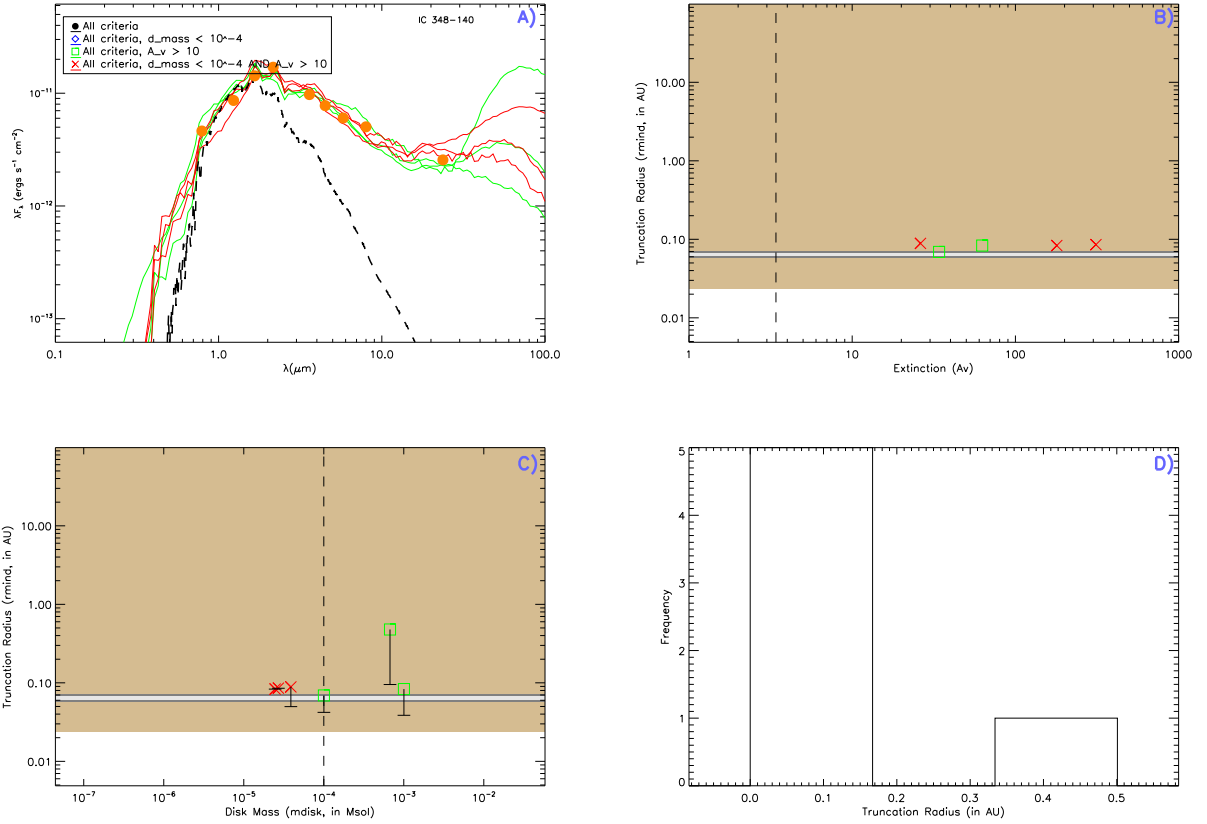 A)
IC 348-140
All criteria
All criteria, d_mass < 10^-4
All criteria, A_v > 10
All criteria, d_mass < 10^-4 AND A_v > 10
λFλ (ergs s⁻¹ cm⁻²)
10⁻¹¹
10⁻¹²
10⁻¹³
0.1
1.0
10.0
100.0
λ(μm)
B)
Truncation Radius (rmind, in AU)
10.00
1.00
0.10
0.01
1
10
100
1000
Extinction (Av)
C)
Truncation Radius (rmind, in AU)
10.00
1.00
0.10
0.01
10⁻⁷
10⁻⁶
10⁻⁵
10⁻⁴
10⁻³
10⁻²
Disk Mass (mdisk, in Msol)
D)
Frequency
5
4
3
2
1
0
0.0
0.1
0.2
0.3
0.4
0.5
Truncation Radius (in AU)